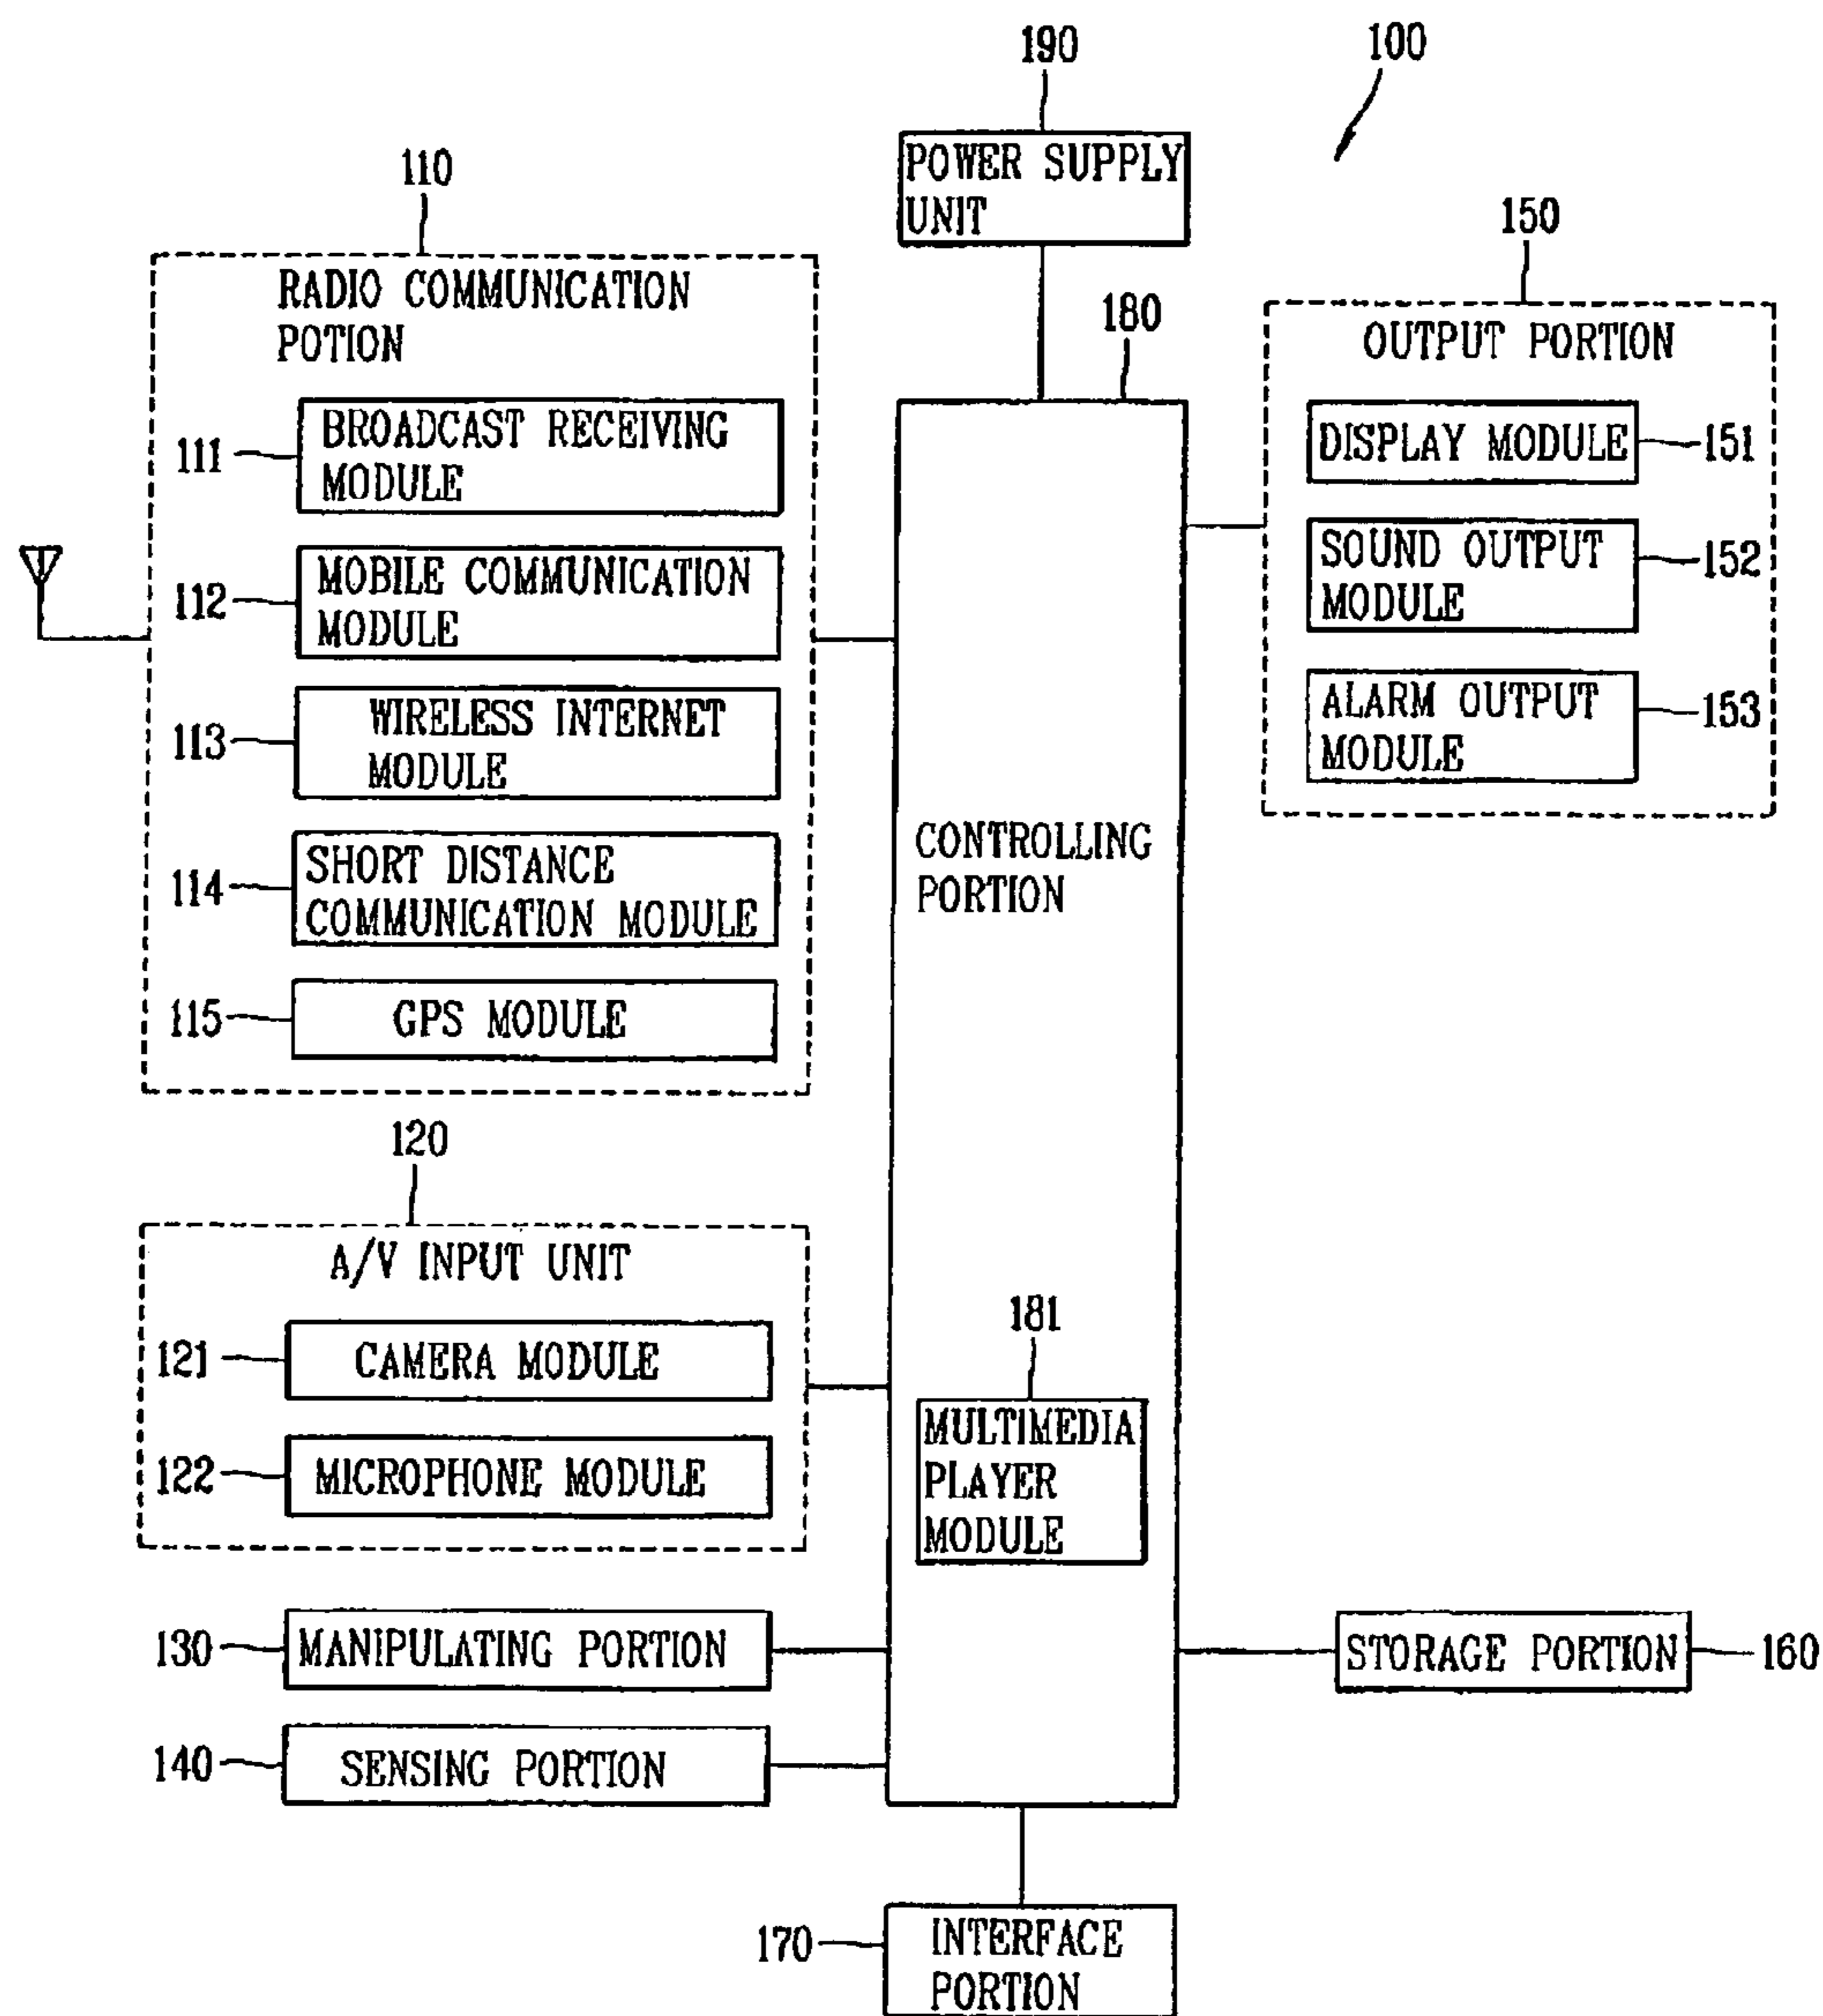 100
190
POWER SUPPLY
UNIT
110
RADIO COMMUNICATION
POTION
111
BROADCAST RECEIVING
MODULE
112
MOBILE COMMUNICATION
MODULE
113
WIRELESS INTERNET
MODULE
114
SHORT DISTANCE
COMMUNICATION MODULE
115
GPS MODULE
120
A/V INPUT UNIT
121
CAMERA MODULE
122
MICROPHONE MODULE
130
MANIPULATING PORTION
140
SENSING PORTION
180
CONTROLLING
PORTION
181
MULTIMEDIA
PLAYER
MODULE
150
OUTPUT PORTION
DISPLAY MODULE
151
SOUND OUTPUT
MODULE
152
ALARM OUTPUT
MODULE
153
STORAGE PORTION
160
170
INTERFACE
PORTION